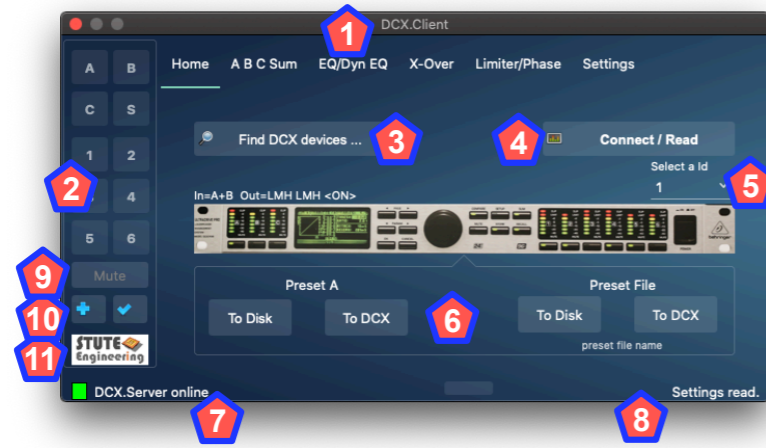 DCX.Client
1
Home A B C Sum EQ/Dyn EQ X-Over Limiter/Phase Settings
A B
C S
Find DCX devices ...
3
4
Connect / Read
1 2
Select a Id
1
5
2
4
In=A+B Out=LMH LMH <ON>
5 6
behringer
Mute
9
Preset A
Preset File
To Disk
To DCX
6
To Disk
To DCX
10
preset file name
STUTE
Engineering
11
DCX.Server online
7
8
Settings read.